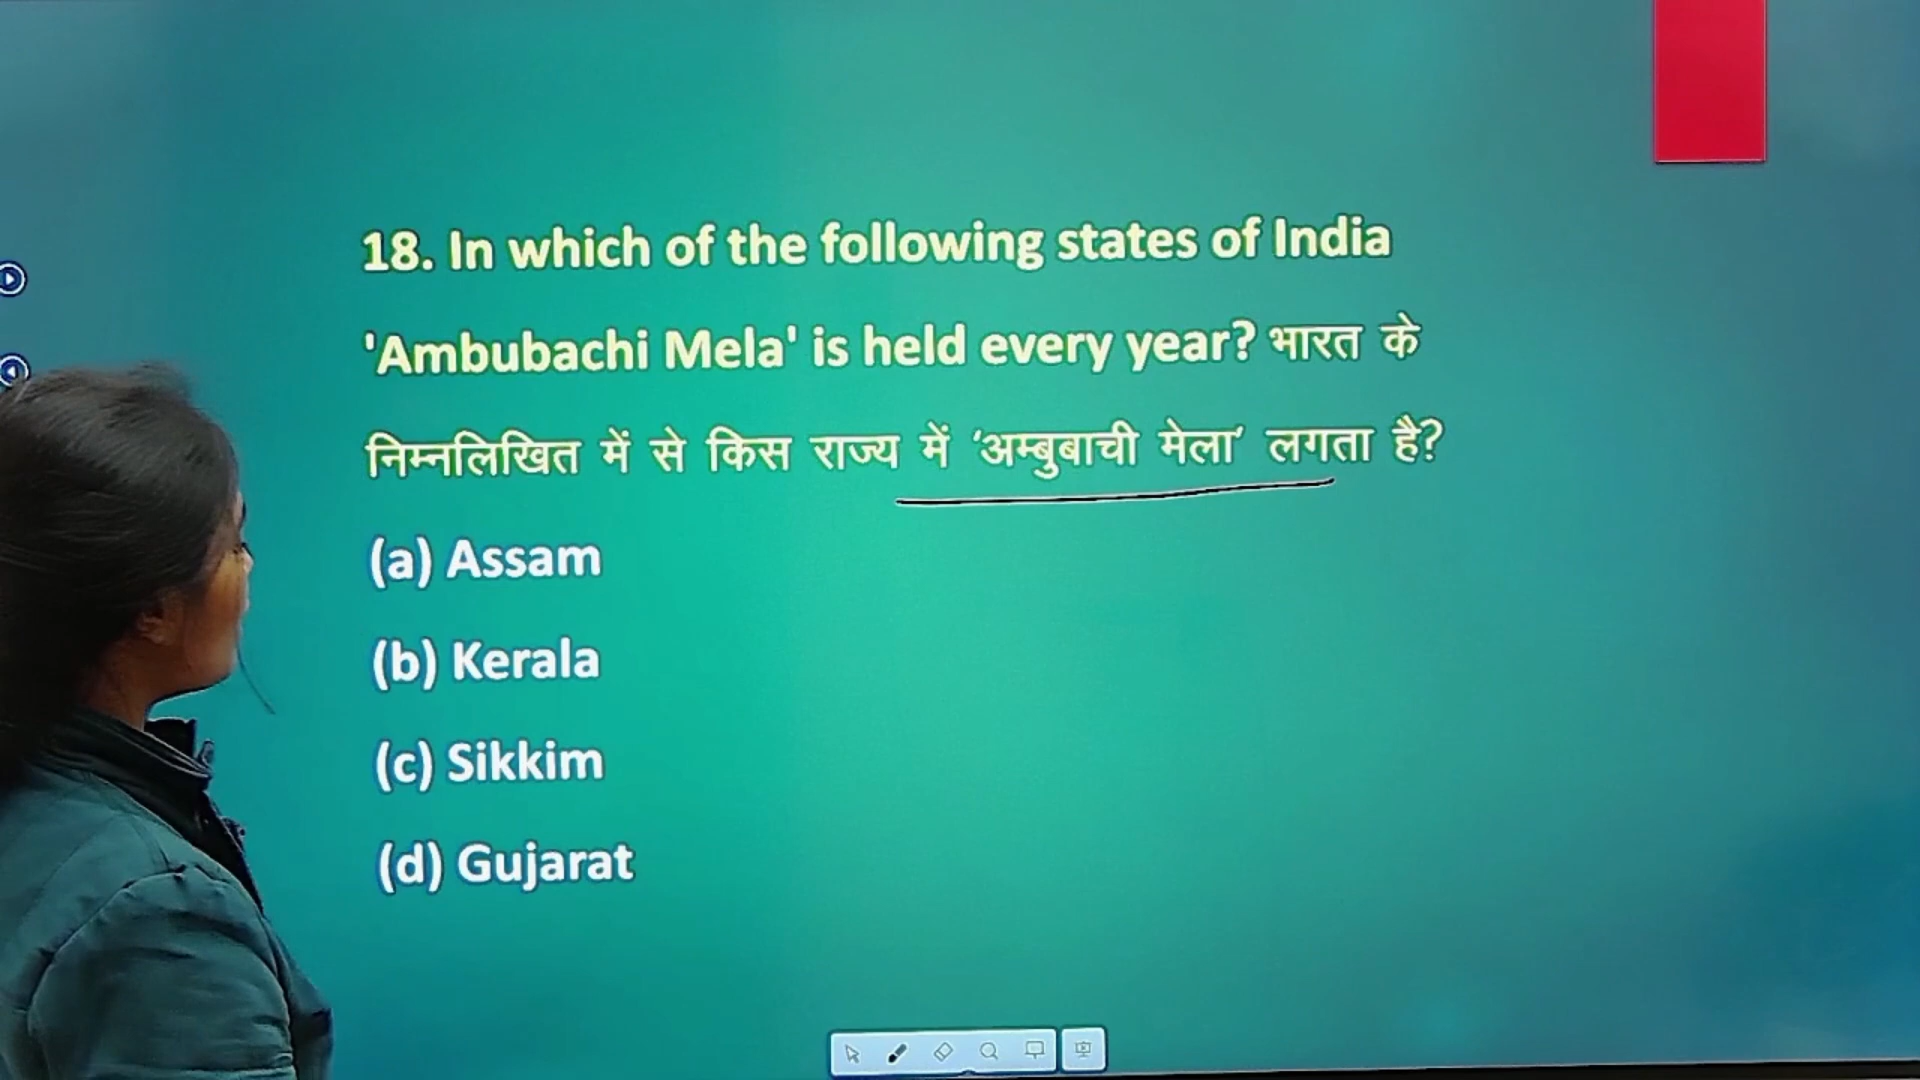 18. In which of the following states of India
'Ambubachi Mela' is held every year? भारत के
निम्नलिखित में से किस राज्य में ‘अम्बुबाची मेला’ लगता है?
(a) Assam
(b) Kerala
(c) Sikkim
(d) Gujarat